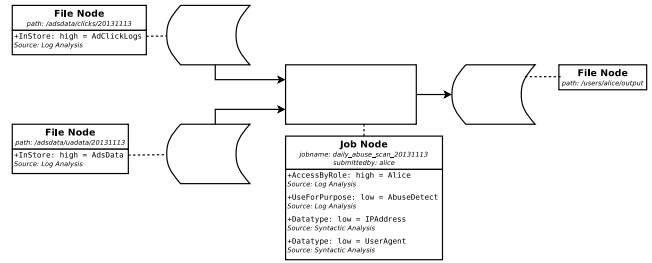 File Node
path: /adsdata/clicks/20131113
+InStore: high = AdClickLogs
Source: Log Analysis
File Node
path: /adsdata/uadata/20131113
+InStore: high = AdsData
Source: Log Analysis
File Node
path: /users/alice/output
Job Node
jobname: daily_abuse_scan_20131113
submittedby: alice
+AccessByRole: high = Alice
Source: Log Analysis
+UseForPurpose: low = AbuseDetect
Source: Log Analysis
+Datatype: low = IPAddress
Source: Syntactic Analysis
+Datatype: low = UserAgent
Source: Syntactic Analysis